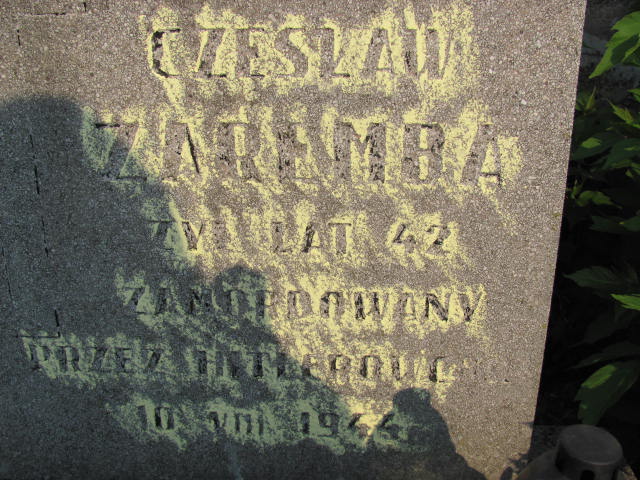 CZESŁAW
ZAREMBA
ŻYŁ LAT 42
ZAMORDOWANY
PRZEZ HITLEROWCÓW
10 VIII 1944